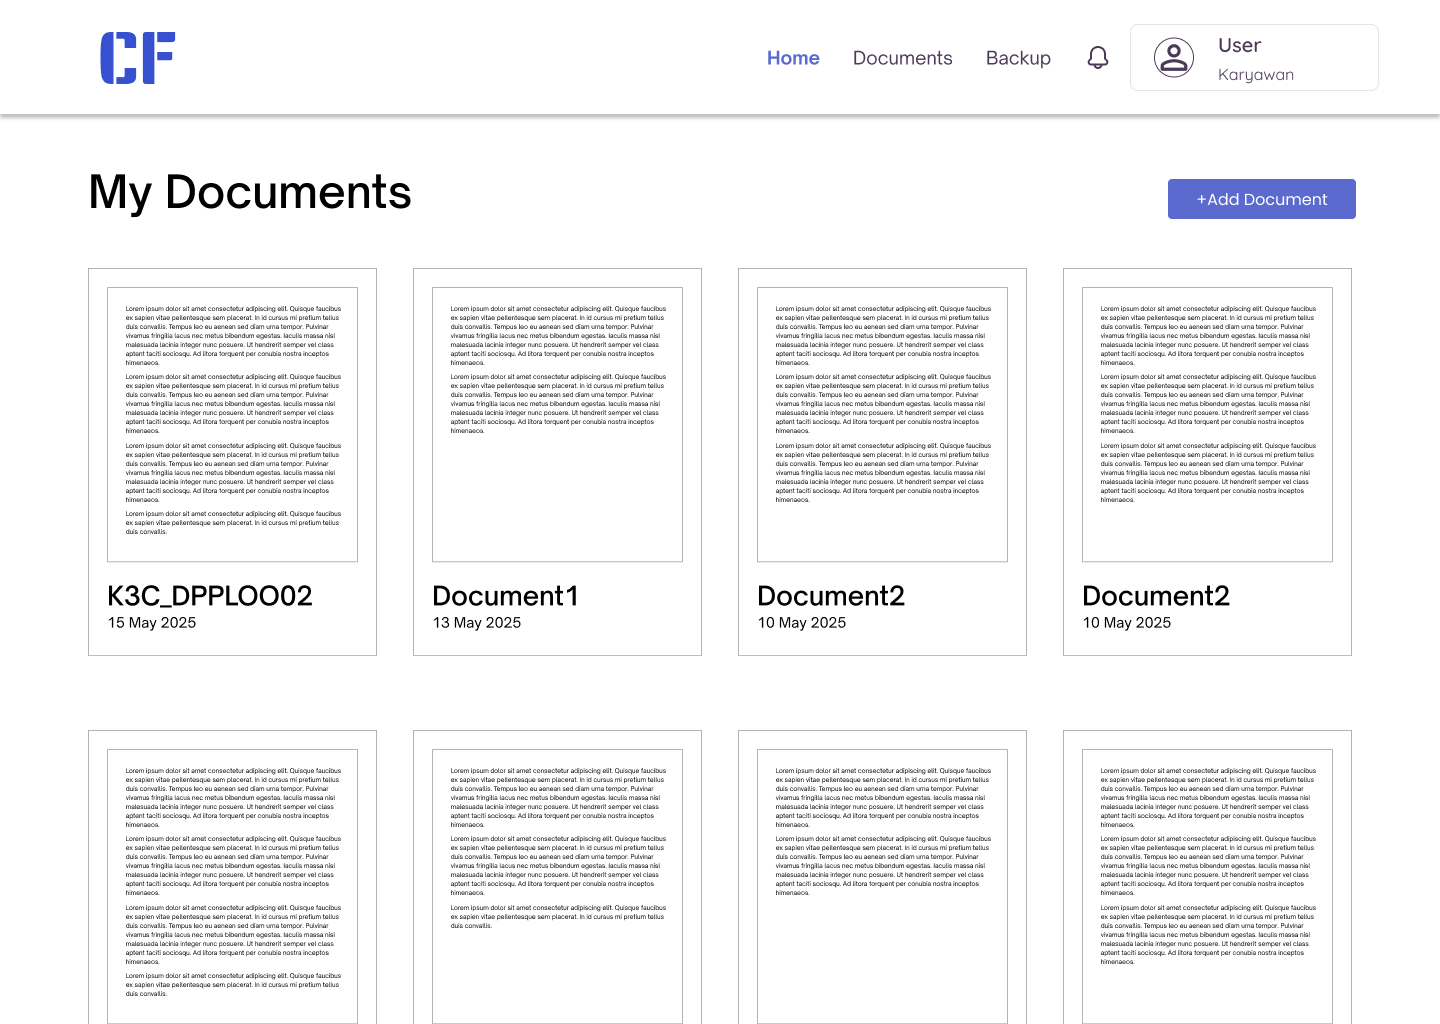 CF
Home
Documents
Backup
User
Karyawan
My Documents
+Add Document
Lorem ipsum dolor sit amet consectetur adipiscing elit. Quisque faucibus
ex sapien vitae pellentesque sem placerat. In id cursus mi pretium tellus
duis convallis. Tempus leo eu aenean sed diam urna tempor. Pulvinar
vivamus fringilla lacus nec metus bibendum egestas. Iaculis massa nisl
malesuada lacinia integer nunc posuere. Ut hendrerit semper vel class
aptent taciti sociosqu. Ad litora torquent per conubia nostra inceptos
himenaeos.
Lorem ipsum dolor sit amet consectetur adipiscing elit. Quisque faucibus
ex sapien vitae pellentesque sem placerat. In id cursus mi pretium tellus
duis convallis. Tempus leo eu aenean sed diam urna tempor. Pulvinar
vivamus fringilla lacus nec metus bibendum egestas. Iaculis massa nisl
malesuada lacinia integer nunc posuere. Ut hendrerit semper vel class
aptent taciti sociosqu. Ad litora torquent per conubia nostra inceptos
himenaeos.
Lorem ipsum dolor sit amet consectetur adipiscing elit. Quisque faucibus
ex sapien vitae pellentesque sem placerat. In id cursus mi pretium tellus
duis convallis. Tempus leo eu aenean sed diam urna tempor. Pulvinar
vivamus fringilla lacus nec metus bibendum egestas. Iaculis massa nisl
malesuada lacinia integer nunc posuere. Ut hendrerit semper vel class
aptent taciti sociosqu. Ad litora torquent per conubia nostra inceptos
himenaeos.
Lorem ipsum dolor sit amet consectetur adipiscing elit. Quisque faucibus
ex sapien vitae pellentesque sem placerat. In id cursus mi pretium tellus
duis convallis.
K3C_DPPLOO02
15 May 2025
Lorem ipsum dolor sit amet consectetur adipiscing elit. Quisque faucibus
ex sapien vitae pellentesque sem placerat. In id cursus mi pretium tellus
duis convallis. Tempus leo eu aenean sed diam urna tempor. Pulvinar
vivamus fringilla lacus nec metus bibendum egestas. Iaculis massa nisl
malesuada lacinia integer nunc posuere. Ut hendrerit semper vel class
aptent taciti sociosqu. Ad litora torquent per conubia nostra inceptos
himenaeos.
Lorem ipsum dolor sit amet consectetur adipiscing elit. Quisque faucibus
ex sapien vitae pellentesque sem placerat. In id cursus mi pretium tellus
duis convallis. Tempus leo eu aenean sed diam urna tempor. Pulvinar
vivamus fringilla lacus nec metus bibendum egestas. Iaculis massa nisl
malesuada lacinia integer nunc posuere. Ut hendrerit semper vel class
aptent taciti sociosqu. Ad litora torquent per conubia nostra inceptos
himenaeos.
Document1
13 May 2025
Lorem ipsum dolor sit amet consectetur adipiscing elit. Quisque faucibus
ex sapien vitae pellentesque sem placerat. In id cursus mi pretium tellus
duis convallis. Tempus leo eu aenean sed diam urna tempor. Pulvinar
vivamus fringilla lacus nec metus bibendum egestas. Iaculis massa nisl
malesuada lacinia integer nunc posuere. Ut hendrerit semper vel class
aptent taciti sociosqu. Ad litora torquent per conubia nostra inceptos
himenaeos.
Lorem ipsum dolor sit amet consectetur adipiscing elit. Quisque faucibus
ex sapien vitae pellentesque sem placerat. In id cursus mi pretium tellus
duis convallis. Tempus leo eu aenean sed diam urna tempor. Pulvinar
vivamus fringilla lacus nec metus bibendum egestas. Iaculis massa nisl
malesuada lacinia integer nunc posuere. Ut hendrerit semper vel class
aptent taciti sociosqu. Ad litora torquent per conubia nostra inceptos
himenaeos.
Lorem ipsum dolor sit amet consectetur adipiscing elit. Quisque faucibus
ex sapien vitae pellentesque sem placerat. In id cursus mi pretium tellus
duis convallis. Tempus leo eu aenean sed diam urna tempor. Pulvinar
vivamus fringilla lacus nec metus bibendum egestas. Iaculis massa nisl
malesuada lacinia integer nunc posuere. Ut hendrerit semper vel class
aptent taciti sociosqu. Ad litora torquent per conubia nostra inceptos
himenaeos.
Document2
10 May 2025
Lorem ipsum dolor sit amet consectetur adipiscing elit. Quisque faucibus
ex sapien vitae pellentesque sem placerat. In id cursus mi pretium tellus
duis convallis. Tempus leo eu aenean sed diam urna tempor. Pulvinar
vivamus fringilla lacus nec metus bibendum egestas. Iaculis massa nisl
malesuada lacinia integer nunc posuere. Ut hendrerit semper vel class
aptent taciti sociosqu. Ad litora torquent per conubia nostra inceptos
himenaeos.
Lorem ipsum dolor sit amet consectetur adipiscing elit. Quisque faucibus
ex sapien vitae pellentesque sem placerat. In id cursus mi pretium tellus
duis convallis. Tempus leo eu aenean sed diam urna tempor. Pulvinar
vivamus fringilla lacus nec metus bibendum egestas. Iaculis massa nisl
malesuada lacinia integer nunc posuere. Ut hendrerit semper vel class
aptent taciti sociosqu. Ad litora torquent per conubia nostra inceptos
himenaeos.
Lorem ipsum dolor sit amet consectetur adipiscing elit. Quisque faucibus
ex sapien vitae pellentesque sem placerat. In id cursus mi pretium tellus
duis convallis. Tempus leo eu aenean sed diam urna tempor. Pulvinar
vivamus fringilla lacus nec metus bibendum egestas. Iaculis massa nisl
malesuada lacinia integer nunc posuere. Ut hendrerit semper vel class
aptent taciti sociosqu. Ad litora torquent per conubia nostra inceptos
himenaeos.
Document2
10 May 2025
Lorem ipsum dolor sit amet consectetur adipiscing elit. Quisque faucibus
ex sapien vitae pellentesque sem placerat. In id cursus mi pretium tellus
duis convallis. Tempus leo eu aenean sed diam urna tempor. Pulvinar
vivamus fringilla lacus nec metus bibendum egestas. Iaculis massa nisl
malesuada lacinia integer nunc posuere. Ut hendrerit semper vel class
aptent taciti sociosqu. Ad litora torquent per conubia nostra inceptos
himenaeos.
Lorem ipsum dolor sit amet consectetur adipiscing elit. Quisque faucibus
ex sapien vitae pellentesque sem placerat. In id cursus mi pretium tellus
duis convallis. Tempus leo eu aenean sed diam urna tempor. Pulvinar
vivamus fringilla lacus nec metus bibendum egestas. Iaculis massa nisl
malesuada lacinia integer nunc posuere. Ut hendrerit semper vel class
aptent taciti sociosqu. Ad litora torquent per conubia nostra inceptos
himenaeos.
Lorem ipsum dolor sit amet consectetur adipiscing elit. Quisque faucibus
ex sapien vitae pellentesque sem placerat. In id cursus mi pretium tellus
duis convallis. Tempus leo eu aenean sed diam urna tempor. Pulvinar
vivamus fringilla lacus nec metus bibendum egestas. Iaculis massa nisl
malesuada lacinia integer nunc posuere. Ut hendrerit semper vel class
aptent taciti sociosqu. Ad litora torquent per conubia nostra inceptos
himenaeos.
Lorem ipsum dolor sit amet consectetur adipiscing elit. Quisque faucibus
ex sapien vitae pellentesque sem placerat. In id cursus mi pretium tellus
duis convallis.
Lorem ipsum dolor sit amet consectetur adipiscing elit. Quisque faucibus
ex sapien vitae pellentesque sem placerat. In id cursus mi pretium tellus
duis convallis. Tempus leo eu aenean sed diam urna tempor. Pulvinar
vivamus fringilla lacus nec metus bibendum egestas. Iaculis massa nisl
malesuada lacinia integer nunc posuere. Ut hendrerit semper vel class
aptent taciti sociosqu. Ad litora torquent per conubia nostra inceptos
himenaeos.
Lorem ipsum dolor sit amet consectetur adipiscing elit. Quisque faucibus
ex sapien vitae pellentesque sem placerat. In id cursus mi pretium tellus
duis convallis. Tempus leo eu aenean sed diam urna tempor. Pulvinar
vivamus fringilla lacus nec metus bibendum egestas. Iaculis massa nisl
malesuada lacinia integer nunc posuere. Ut hendrerit semper vel class
aptent taciti sociosqu. Ad litora torquent per conubia nostra inceptos
himenaeos.
Lorem ipsum dolor sit amet consectetur adipiscing elit. Quisque faucibus
ex sapien vitae pellentesque sem placerat. In id cursus mi pretium tellus
duis convallis.
Lorem ipsum dolor sit amet consectetur adipiscing elit. Quisque faucibus
ex sapien vitae pellentesque sem placerat. In id cursus mi pretium tellus
duis convallis. Tempus leo eu aenean sed diam urna tempor. Pulvinar
vivamus fringilla lacus nec metus bibendum egestas. Iaculis massa nisl
malesuada lacinia integer nunc posuere. Ut hendrerit semper vel class
aptent taciti sociosqu. Ad litora torquent per conubia nostra inceptos
himenaeos.
Lorem ipsum dolor sit amet consectetur adipiscing elit. Quisque faucibus
ex sapien vitae pellentesque sem placerat. In id cursus mi pretium tellus
duis convallis. Tempus leo eu aenean sed diam urna tempor. Pulvinar
vivamus fringilla lacus nec metus bibendum egestas. Iaculis massa nisl
malesuada lacinia integer nunc posuere. Ut hendrerit semper vel class
aptent taciti sociosqu. Ad litora torquent per conubia nostra inceptos
himenaeos.
Lorem ipsum dolor sit amet consectetur adipiscing elit. Quisque faucibus
ex sapien vitae pellentesque sem placerat. In id cursus mi pretium tellus
duis convallis. Tempus leo eu aenean sed diam urna tempor. Pulvinar
vivamus fringilla lacus nec metus bibendum egestas. Iaculis massa nisl
malesuada lacinia integer nunc posuere. Ut hendrerit semper vel class
aptent taciti sociosqu. Ad litora torquent per conubia nostra inceptos
himenaeos.
Lorem ipsum dolor sit amet consectetur adipiscing elit. Quisque faucibus
ex sapien vitae pellentesque sem placerat. In id cursus mi pretium tellus
duis convallis. Tempus leo eu aenean sed diam urna tempor. Pulvinar
vivamus fringilla lacus nec metus bibendum egestas. Iaculis massa nisl
malesuada lacinia integer nunc posuere. Ut hendrerit semper vel class
aptent taciti sociosqu. Ad litora torquent per conubia nostra inceptos
himenaeos.
Lorem ipsum dolor sit amet consectetur adipiscing elit. Quisque faucibus
ex sapien vitae pellentesque sem placerat. In id cursus mi pretium tellus
duis convallis. Tempus leo eu aenean sed diam urna tempor. Pulvinar
vivamus fringilla lacus nec metus bibendum egestas. Iaculis massa nisl
malesuada lacinia integer nunc posuere. Ut hendrerit semper vel class
aptent taciti sociosqu. Ad litora torquent per conubia nostra inceptos
himenaeos.